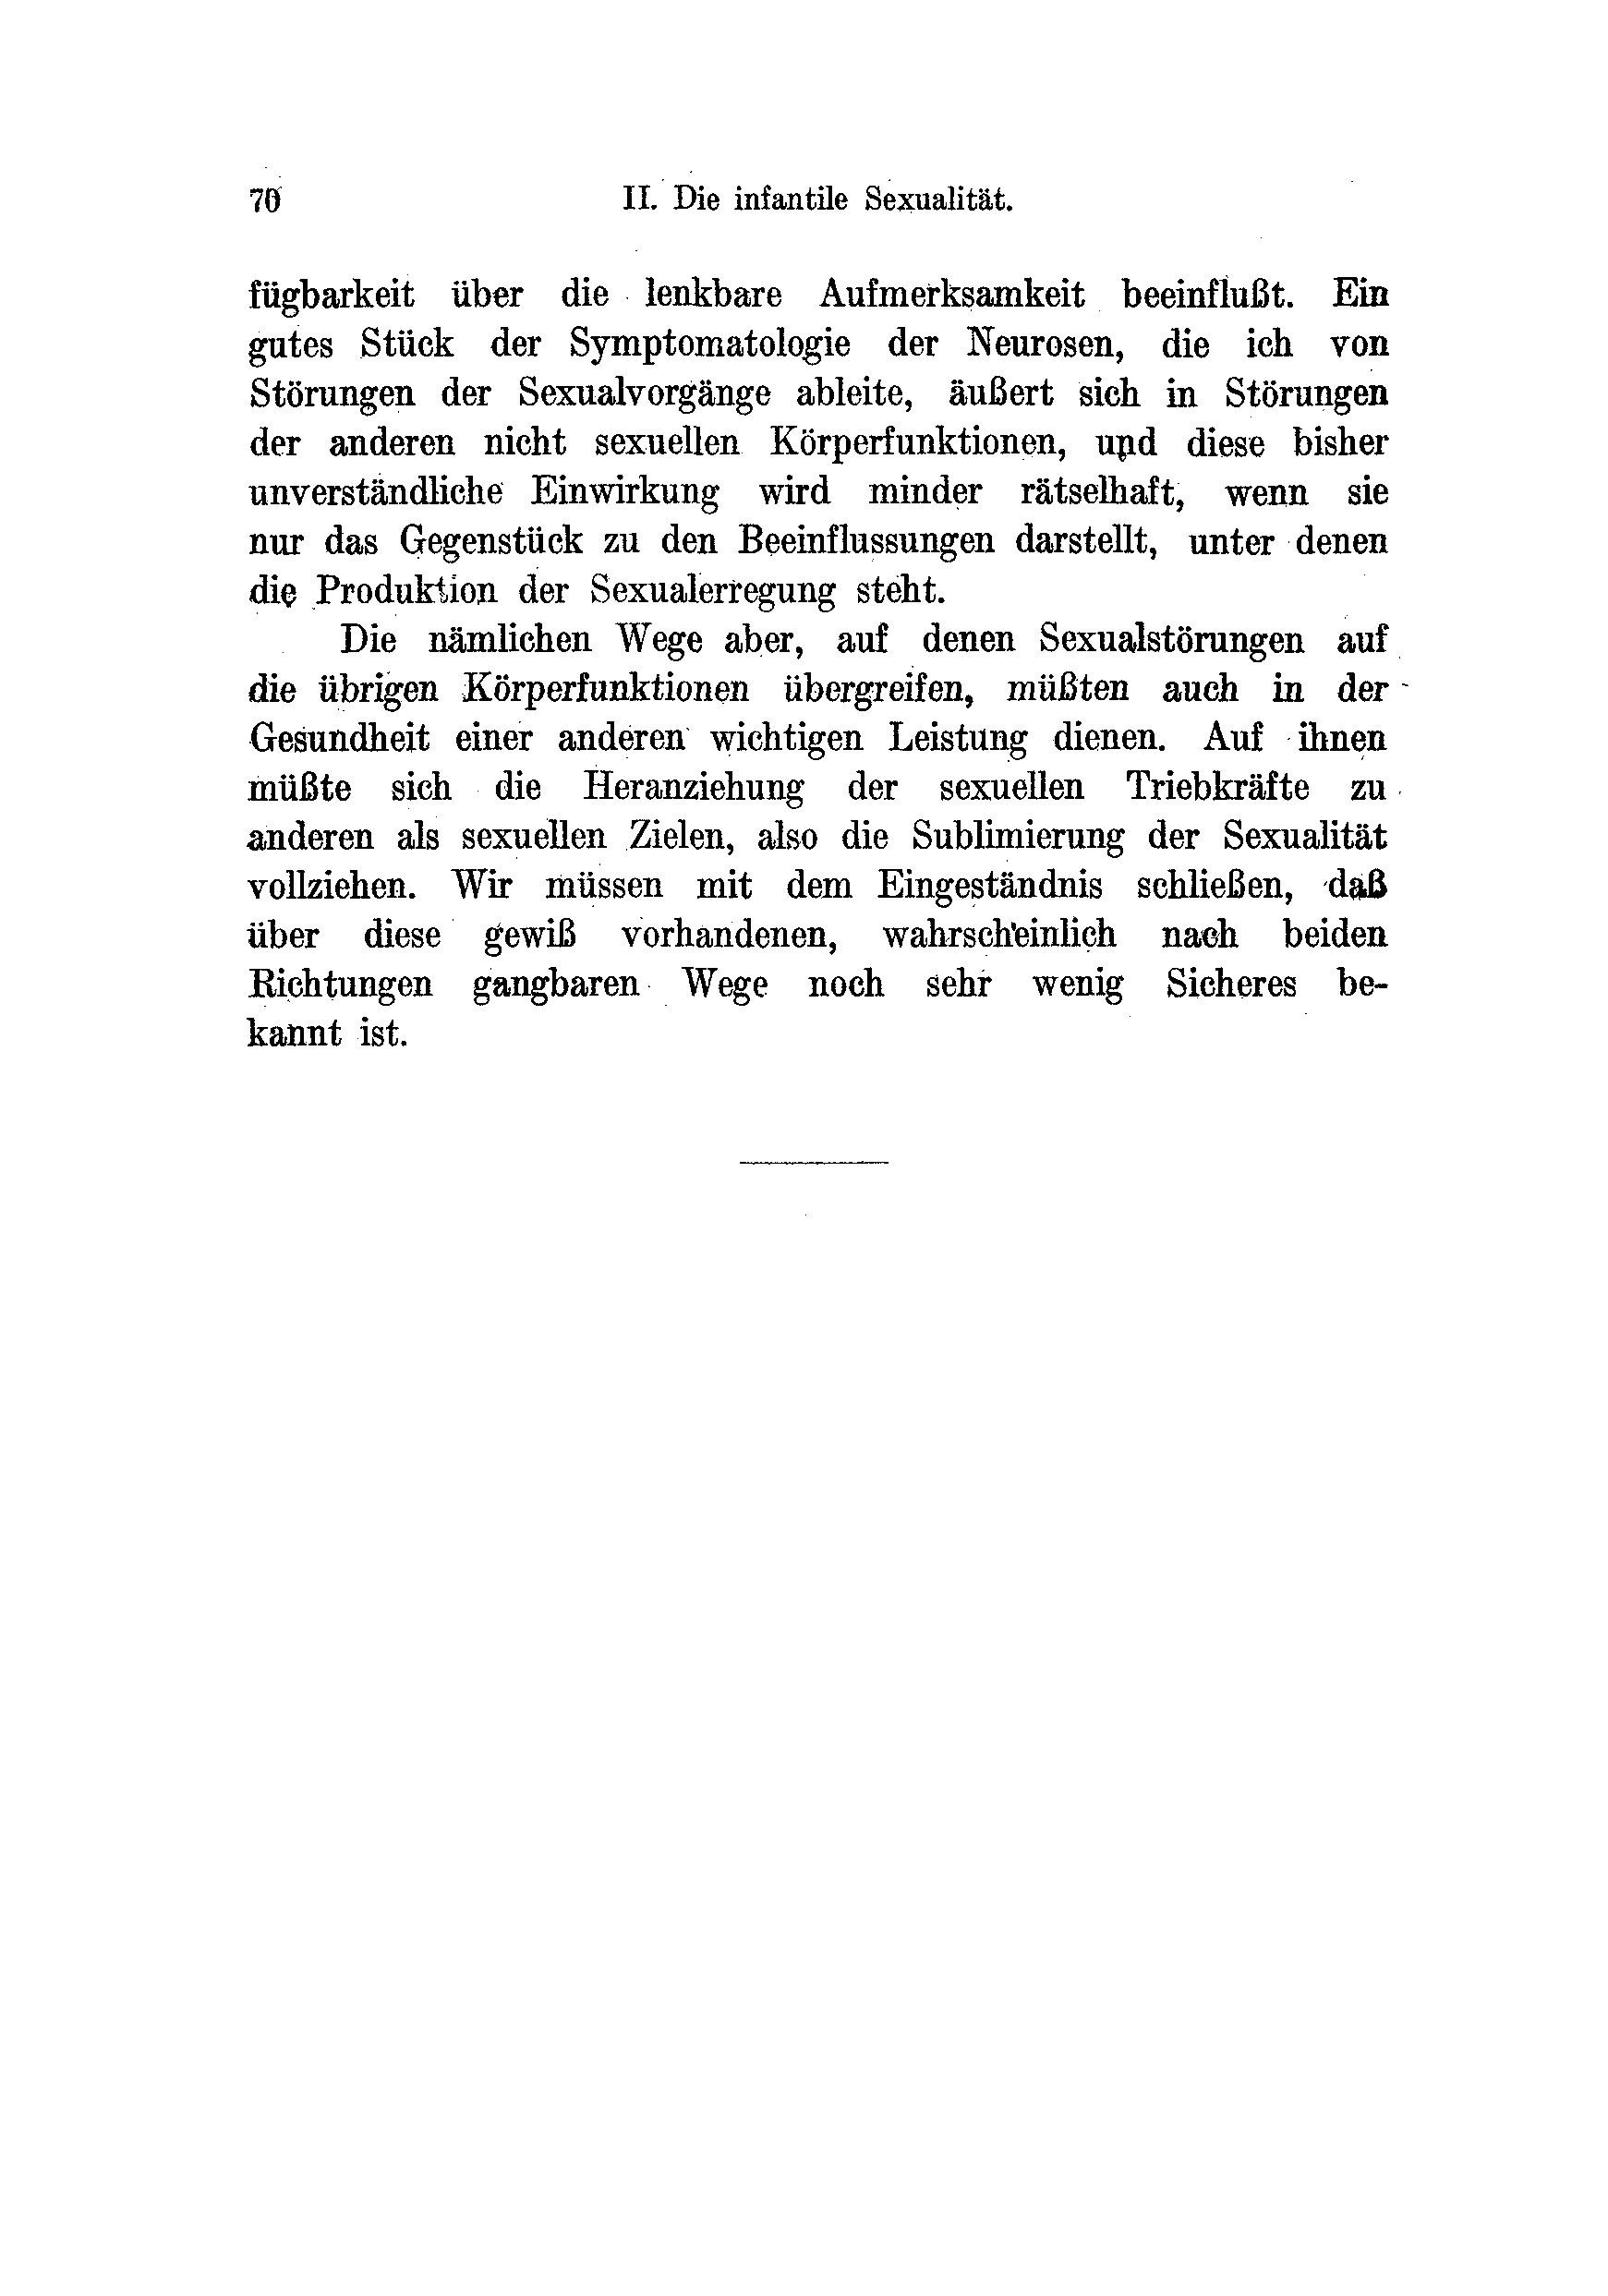 70 II. Die infantile Sexualität.
fügbarkeit über die lenkbare Aufmerksamkeit beeinflußt. Ein
gutes Stück der Symptomatologie der Neurosen, die ich von
Störungen der Sexualvorgänge ableite, äußert sich in Störungen
der anderen nicht sexuellen Körperfunktionen, und diese bisher
unverständliche Einwirkung wird minder rätselhaft, wenn sie
nur das Gegenstück zu den Beeinflussungen darstellt, unter denen
die Produktion der Sexualerregung steht.
Die nämlichen Wege aber, auf denen Sexualstörungen auf
die übrigen Körperfunktionen übergreifen, müßten auch in der
Gesundheit einer anderen wichtigen Leistung dienen. Auf ihnen
müßte sich die Heranziehung der sexuellen Triebkräfte zu
anderen als sexuellen Zielen, also die Sublimierung der Sexualität
vollziehen. Wir müssen mit dem Eingeständnis schließen, daß
über diese gewiß vorhandenen, wahrscheinlich nach beiden
Richtungen gangbaren Wege noch sehr wenig Sicheres be-
kannt ist.